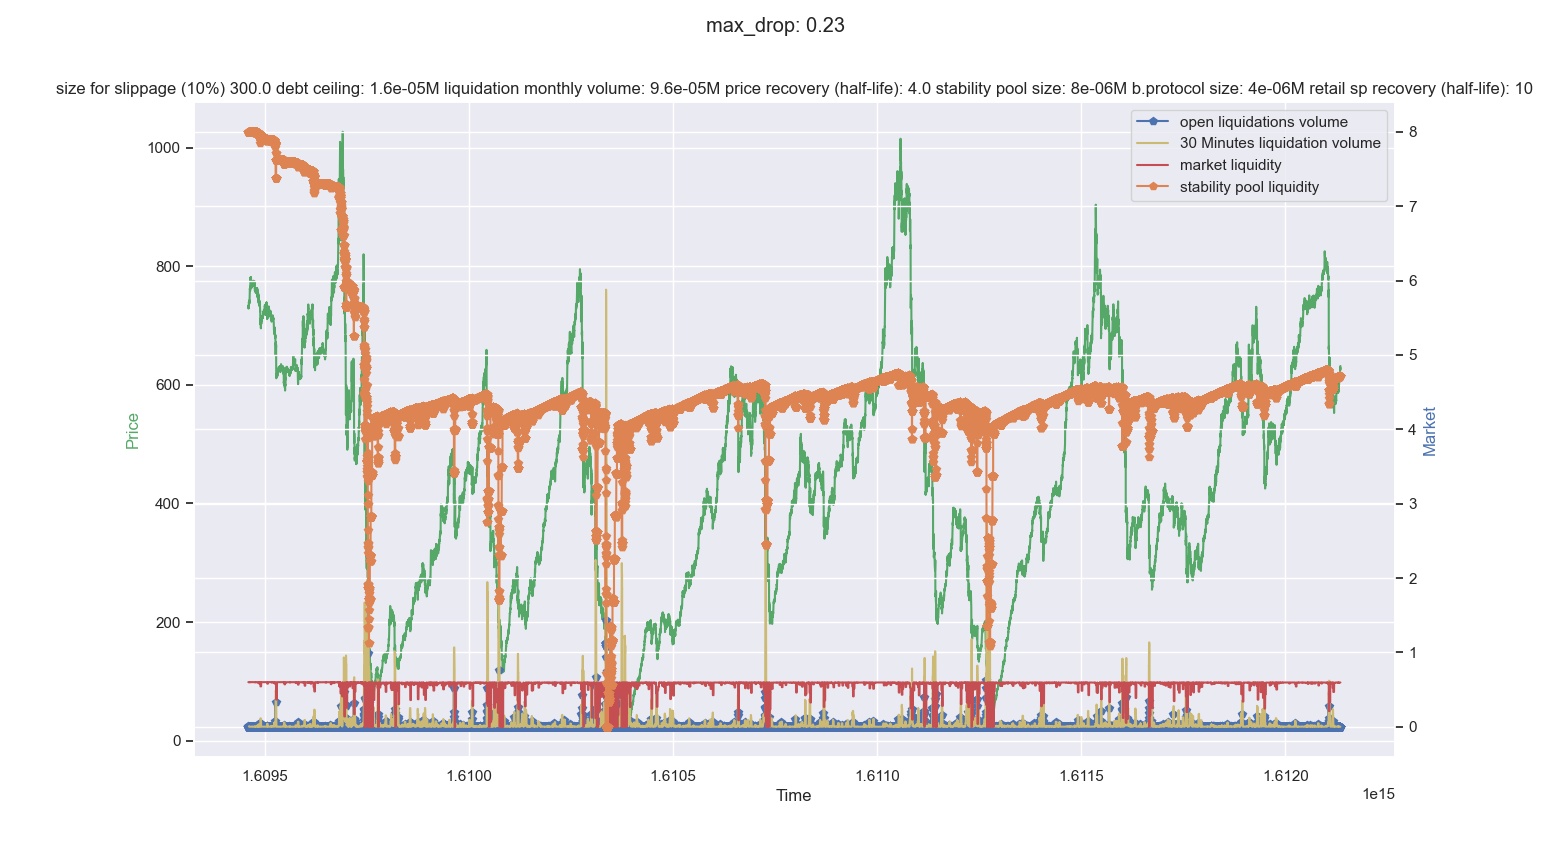 max_drop: 0.23
size for slippage (10%) 300.0 debt ceiling: 1.6e-05M liquidation monthly volume: 9.6e-05M price recovery (half-life): 4.0 stability pool size: 8e-06M b.protocol size: 4e-06M retail sp recovery (half-life): 10
open liquidations volume
30 Minutes liquidation volume
market liquidity
stability pool liquidity
1000
800
600
400
200
0
Price
8
7
6
5
4
3
2
1
0
Market
1.6095 1.6100 1.6105 1.6110 1.6115 1.6120
1e15
Time